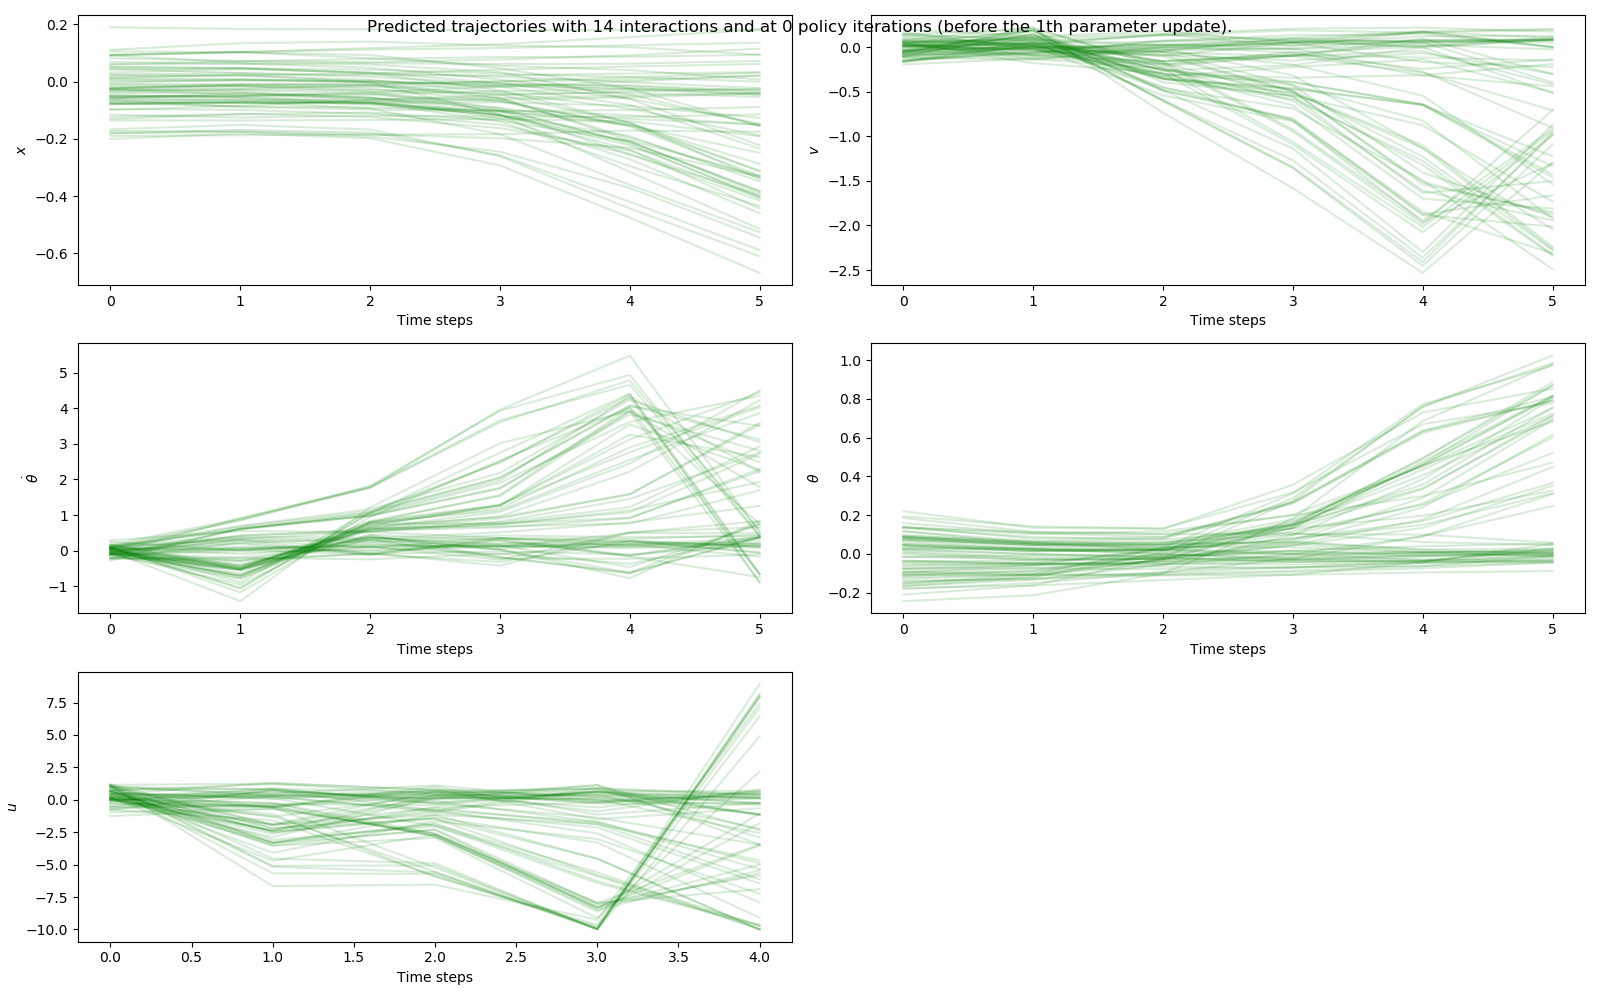 Predicted trajectories with 14 interactions and at 0 policy iterations (before the 1th parameter update).
0.2
0.0
−0.2
−0.4
−0.6
x
0 1 2 3 4 5
Time steps
0.0
−0.5
−1.0
−1.5
−2.0
−2.5
v
0 1 2 3 4 5
Time steps
5
4
3
2
1
0
−1
θ̇
0 1 2 3 4 5
Time steps
1.0
0.8
0.6
0.4
0.2
0.0
−0.2
θ
0 1 2 3 4 5
Time steps
7.5
5.0
2.5
0.0
−2.5
−5.0
−7.5
−10.0
u
0.0 0.5 1.0 1.5 2.0 2.5 3.0 3.5 4.0
Time steps